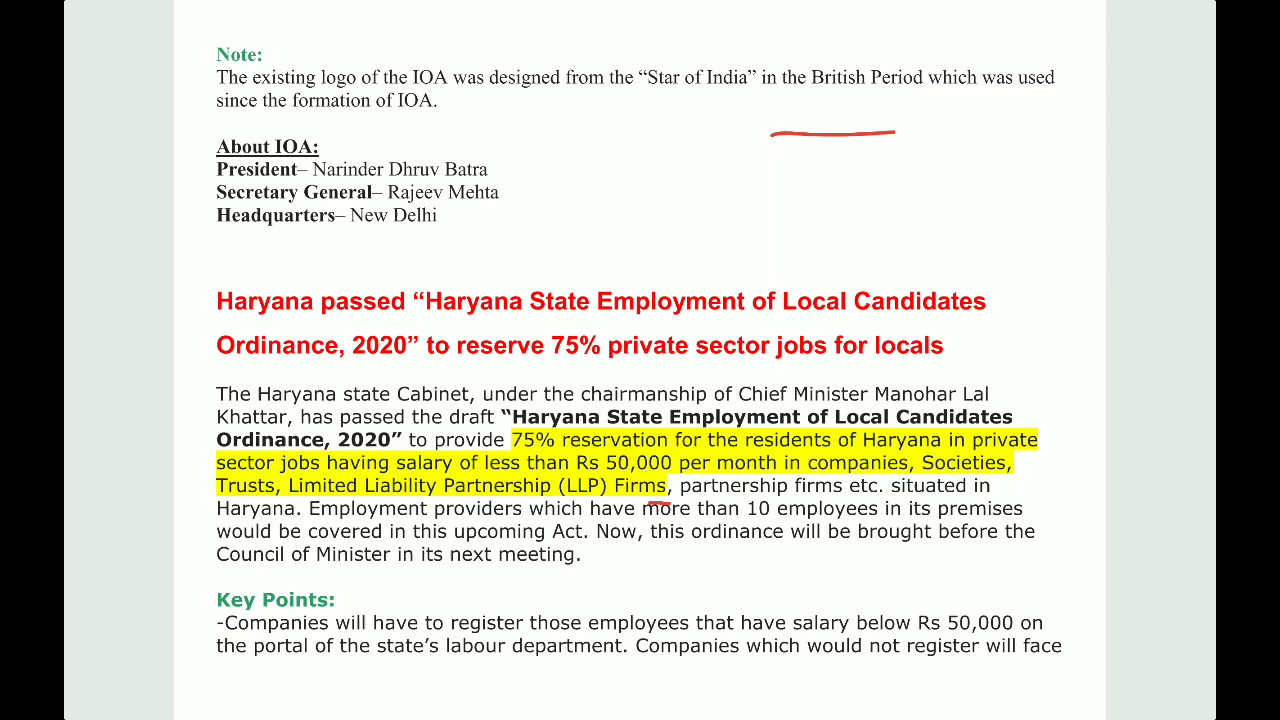 Note:
The existing logo of the IOA was designed from the “Star of India” in the British Period which was used
since the formation of IOA.
About IOA:
President– Narinder Dhruv Batra
Secretary General– Rajeev Mehta
Headquarters– New Delhi
Haryana passed “Haryana State Employment of Local Candidates
Ordinance, 2020” to reserve 75% private sector jobs for locals
The Haryana state Cabinet, under the chairmanship of Chief Minister Manohar Lal
Khattar, has passed the draft “Haryana State Employment of Local Candidates
Ordinance, 2020” to provide 75% reservation for the residents of Haryana in private
sector jobs having salary of less than Rs 50,000 per month in companies, Societies,
Trusts, Limited Liability Partnership (LLP) Firms, partnership firms etc. situated in
Haryana. Employment providers which have more than 10 employees in its premises
would be covered in this upcoming Act. Now, this ordinance will be brought before the
Council of Minister in its next meeting.
Key Points:
-Companies will have to register those employees that have salary below Rs 50,000 on
the portal of the state’s labour department. Companies which would not register will face